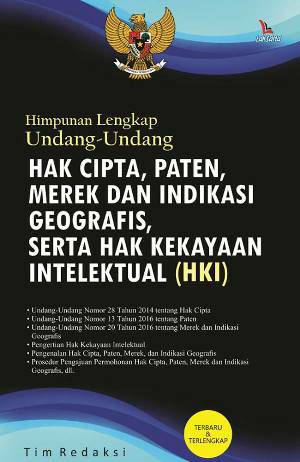 Laksana
Himpunan Lengkap
Undang-Undang
HAK CIPTA, PATEN,
MEREK DAN INDIKASI
GEOGRAFIS,
SERTA HAK KEKAYAAN
INTELEKTUAL (HKI)
• Undang-Undang Nomor 28 Tahun 2014 tentang Hak Cipta
• Undang-Undang Nomor 13 Tahun 2016 tentang Paten
• Undang-Undang Nomor 20 Tahun 2016 tentang Merek dan Indikasi
Geografis
• Pengertian Hak Kekayaan Intelektual
• Pengenalan Hak Cipta, Paten, Merek, dan Indikasi Geografis
• Prosedur Pengajuan Permohonan Hak Cipta, Paten, Merek dan Indikasi
Geografis, dll.
TERBARU
&
TERLENGKAP
Tim Redaksi